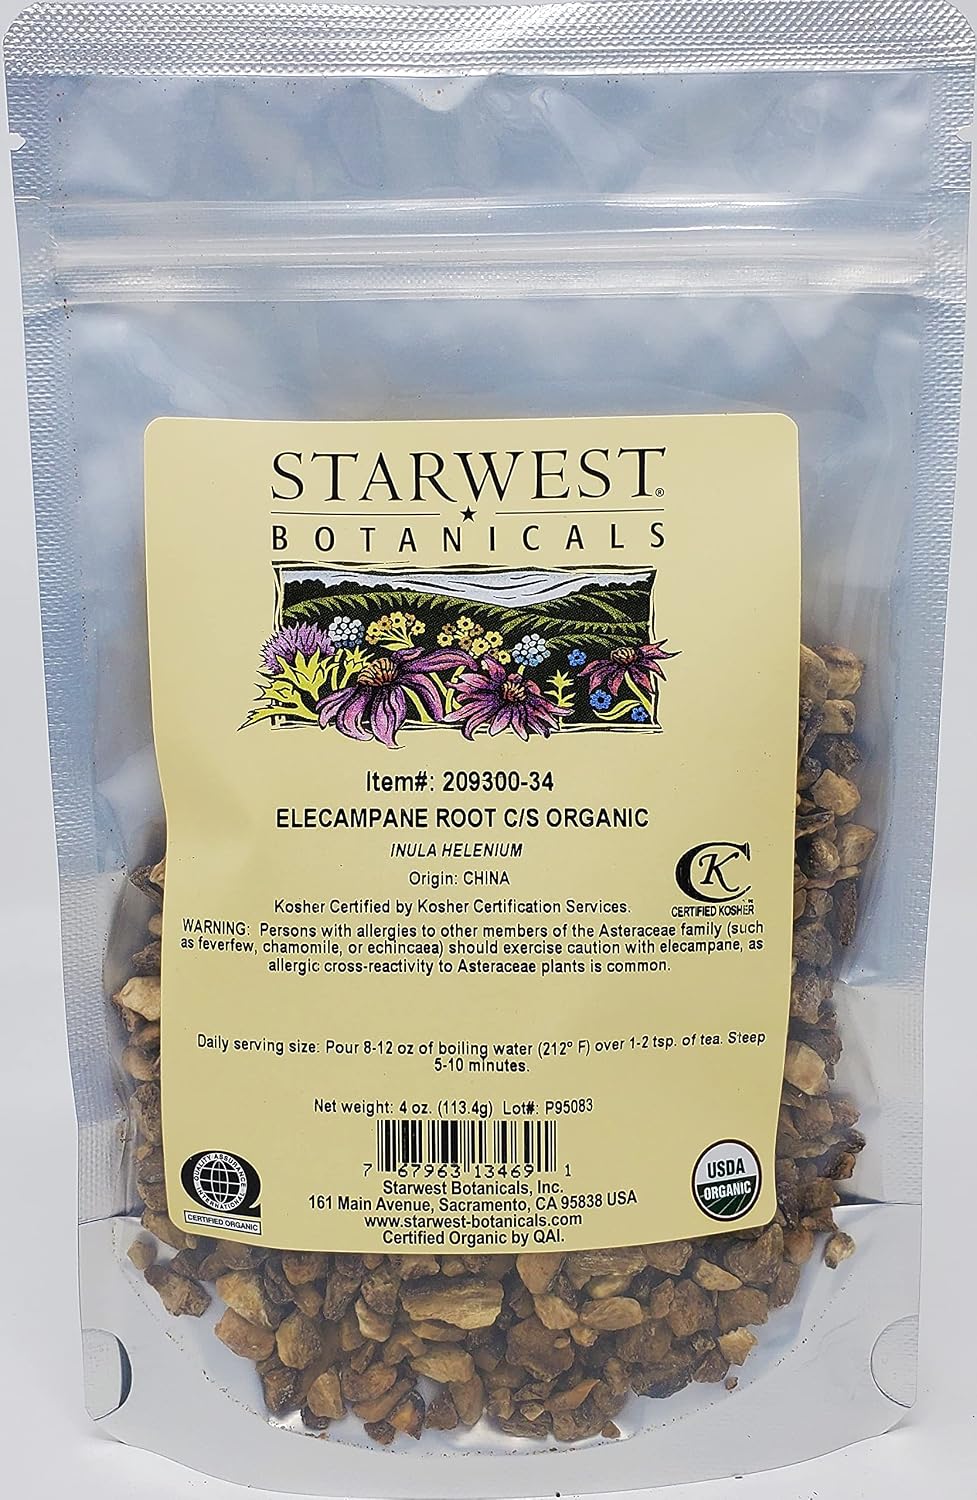 STARWEST®
BOTANICALS
Item#: 209300-34
ELECAMPANE ROOT C/S ORGANIC
INULA HELENIUM
Origin: CHINA
Kosher Certified by Kosher Certification Services.
CK
CERTIFIED KOSHER™
WARNING: Persons with allergies to other members of the Asteraceae family (such
as feverfew, chamomile, or echincaea) should exercise caution with elecampane, as
allergic cross-reactivity to Asteraceae plants is common.
Daily serving size: Pour 8-12 oz of boiling water (212° F) over 1-2 tsp. of tea. Steep
5-10 minutes.
Net weight: 4 oz. (113.4g) Lot#: P95083
7 67963 13469 1
Starwest Botanicals, Inc.
161 Main Avenue, Sacramento, CA 95838 USA
www.starwest-botanicals.com
Certified Organic by QAI.
QUALITY ASSURANCE
INTERNATIONAL
CERTIFIED ORGANIC
USDA
ORGANIC